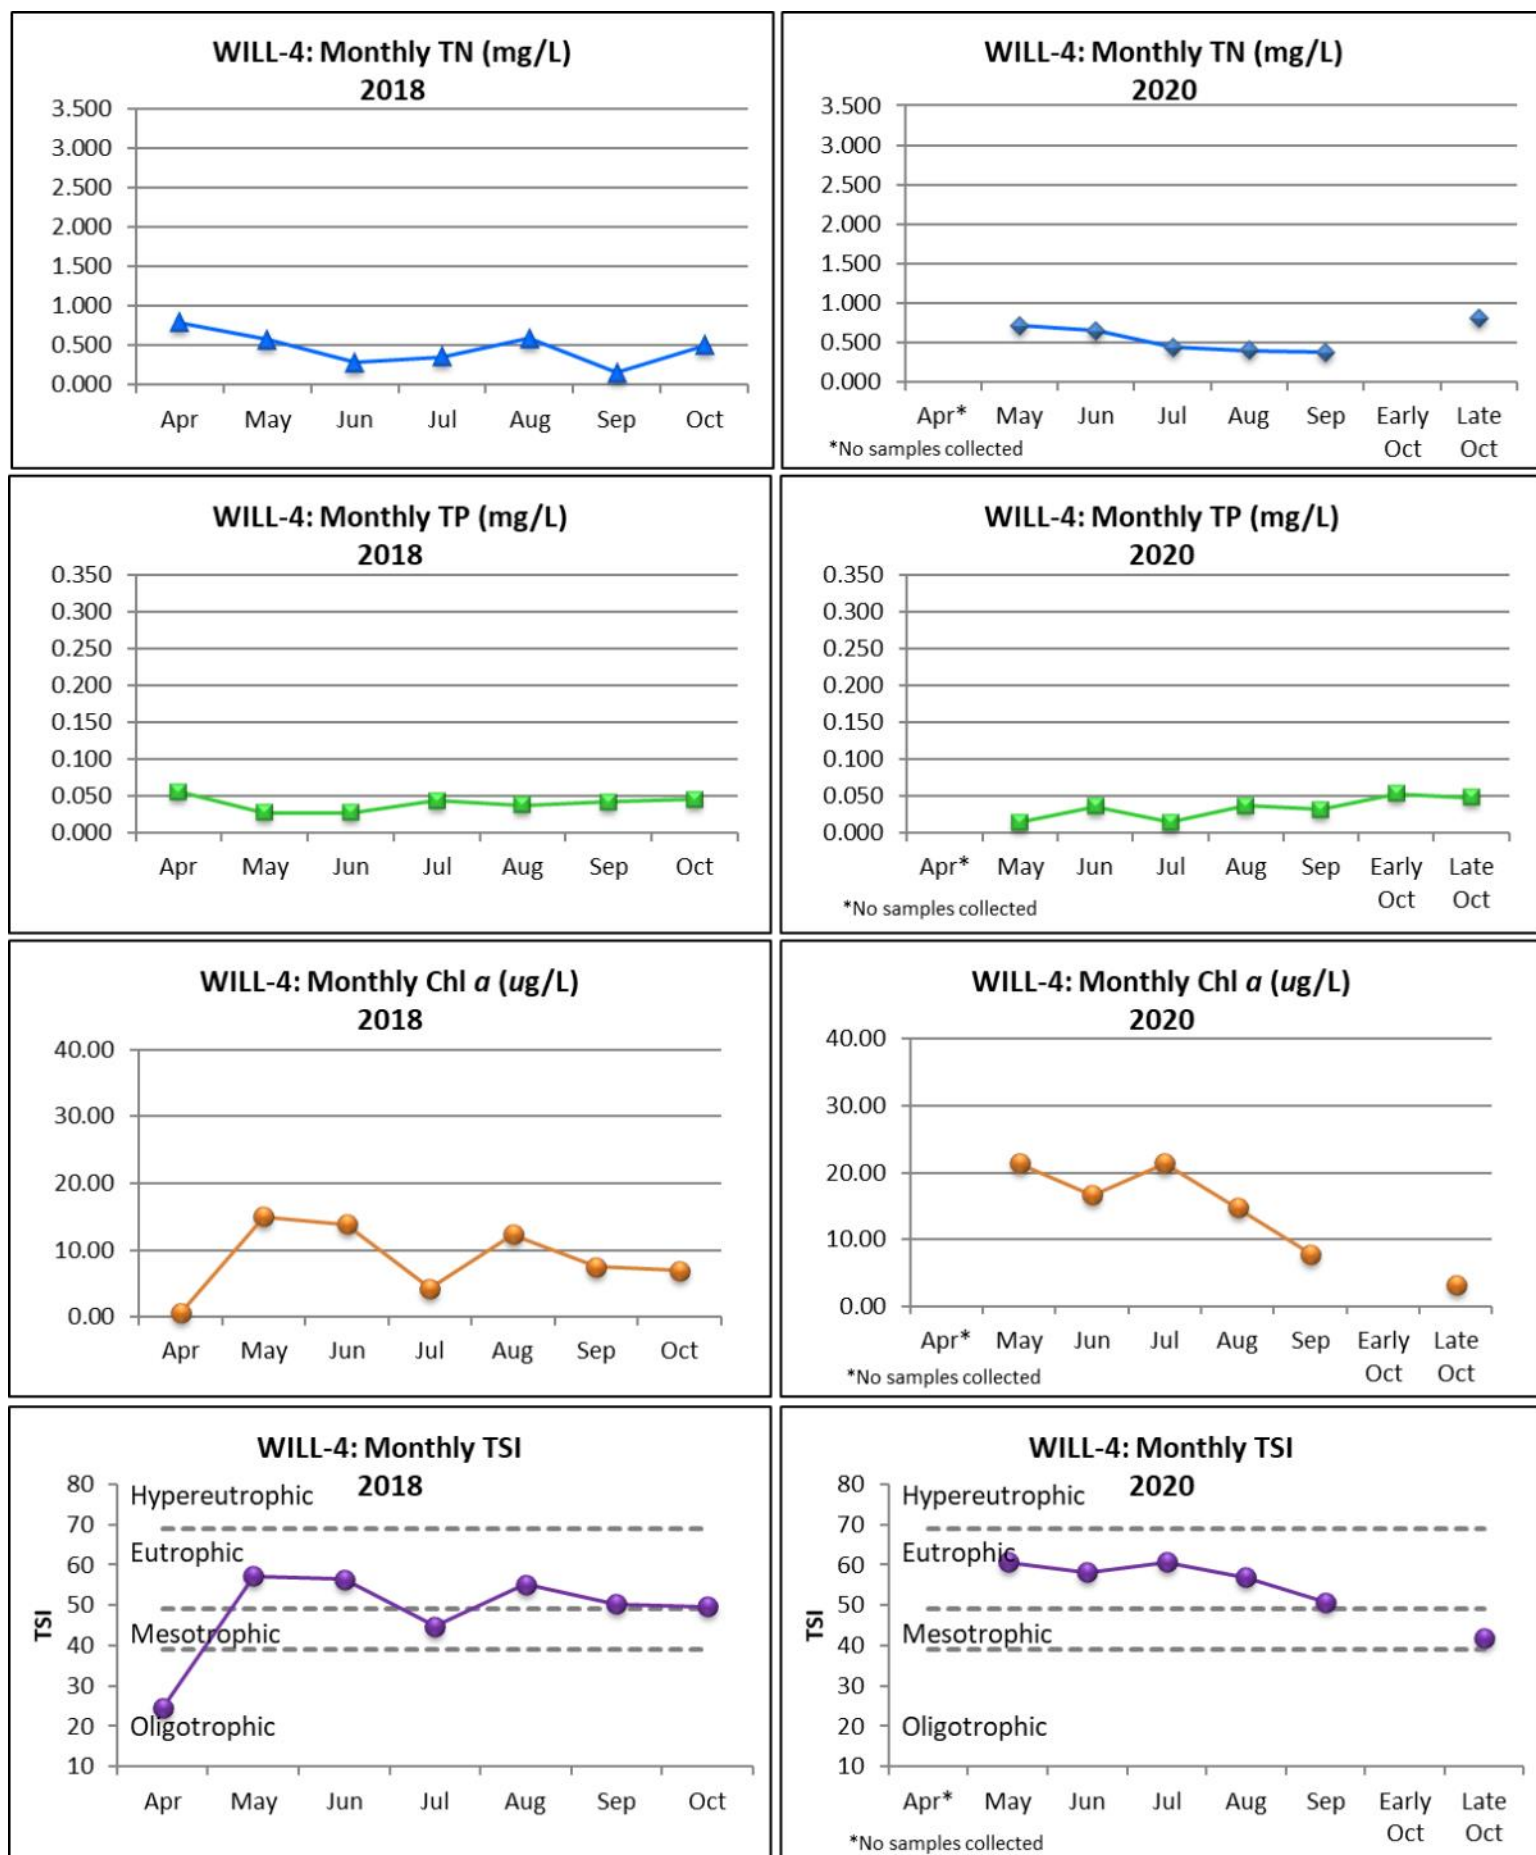 WILL-4: Monthly TN (mg/L)
2018
3.500
3.000
2.500
2.000
1.500
1.000
0.500
0.000
Apr May Jun Jul Aug Sep Oct
WILL-4: Monthly TN (mg/L)
2020
3.500
3.000
2.500
2.000
1.500
1.000
0.500
0.000
Apr* May Jun Jul Aug Sep Early Late
*No samples collected Oct Oct
WILL-4: Monthly TP (mg/L)
2018
0.350
0.300
0.250
0.200
0.150
0.100
0.050
0.000
Apr May Jun Jul Aug Sep Oct
WILL-4: Monthly TP (mg/L)
2020
0.350
0.300
0.250
0.200
0.150
0.100
0.050
0.000
Apr* May Jun Jul Aug Sep Early Late
Oct Oct
*No samples collected
WILL-4: Monthly Chl a (ug/L)
2018
40.00
30.00
20.00
10.00
0.00
Apr May Jun Jul Aug Sep Oct
WILL-4: Monthly Chl a (ug/L)
2020
40.00
30.00
20.00
10.00
0.00
Apr* May Jun Jul Aug Sep Early Late
*No samples collected Oct Oct
WILL-4: Monthly TSI
2018
80
Hypereutrophic
70
Eutrophic
60
50
TSI
Mesotrophic
40
30
Oligotrophic
20
10
Apr May Jun Jul Aug Sep Oct
WILL-4: Monthly TSI
2020
80
Hypereutrophic
70
Eutrophic
60
50
TSI
Mesotrophic
40
30
Oligotrophic
20
10
Apr* May Jun Jul Aug Sep Early Late
Oct Oct
*No samples collected